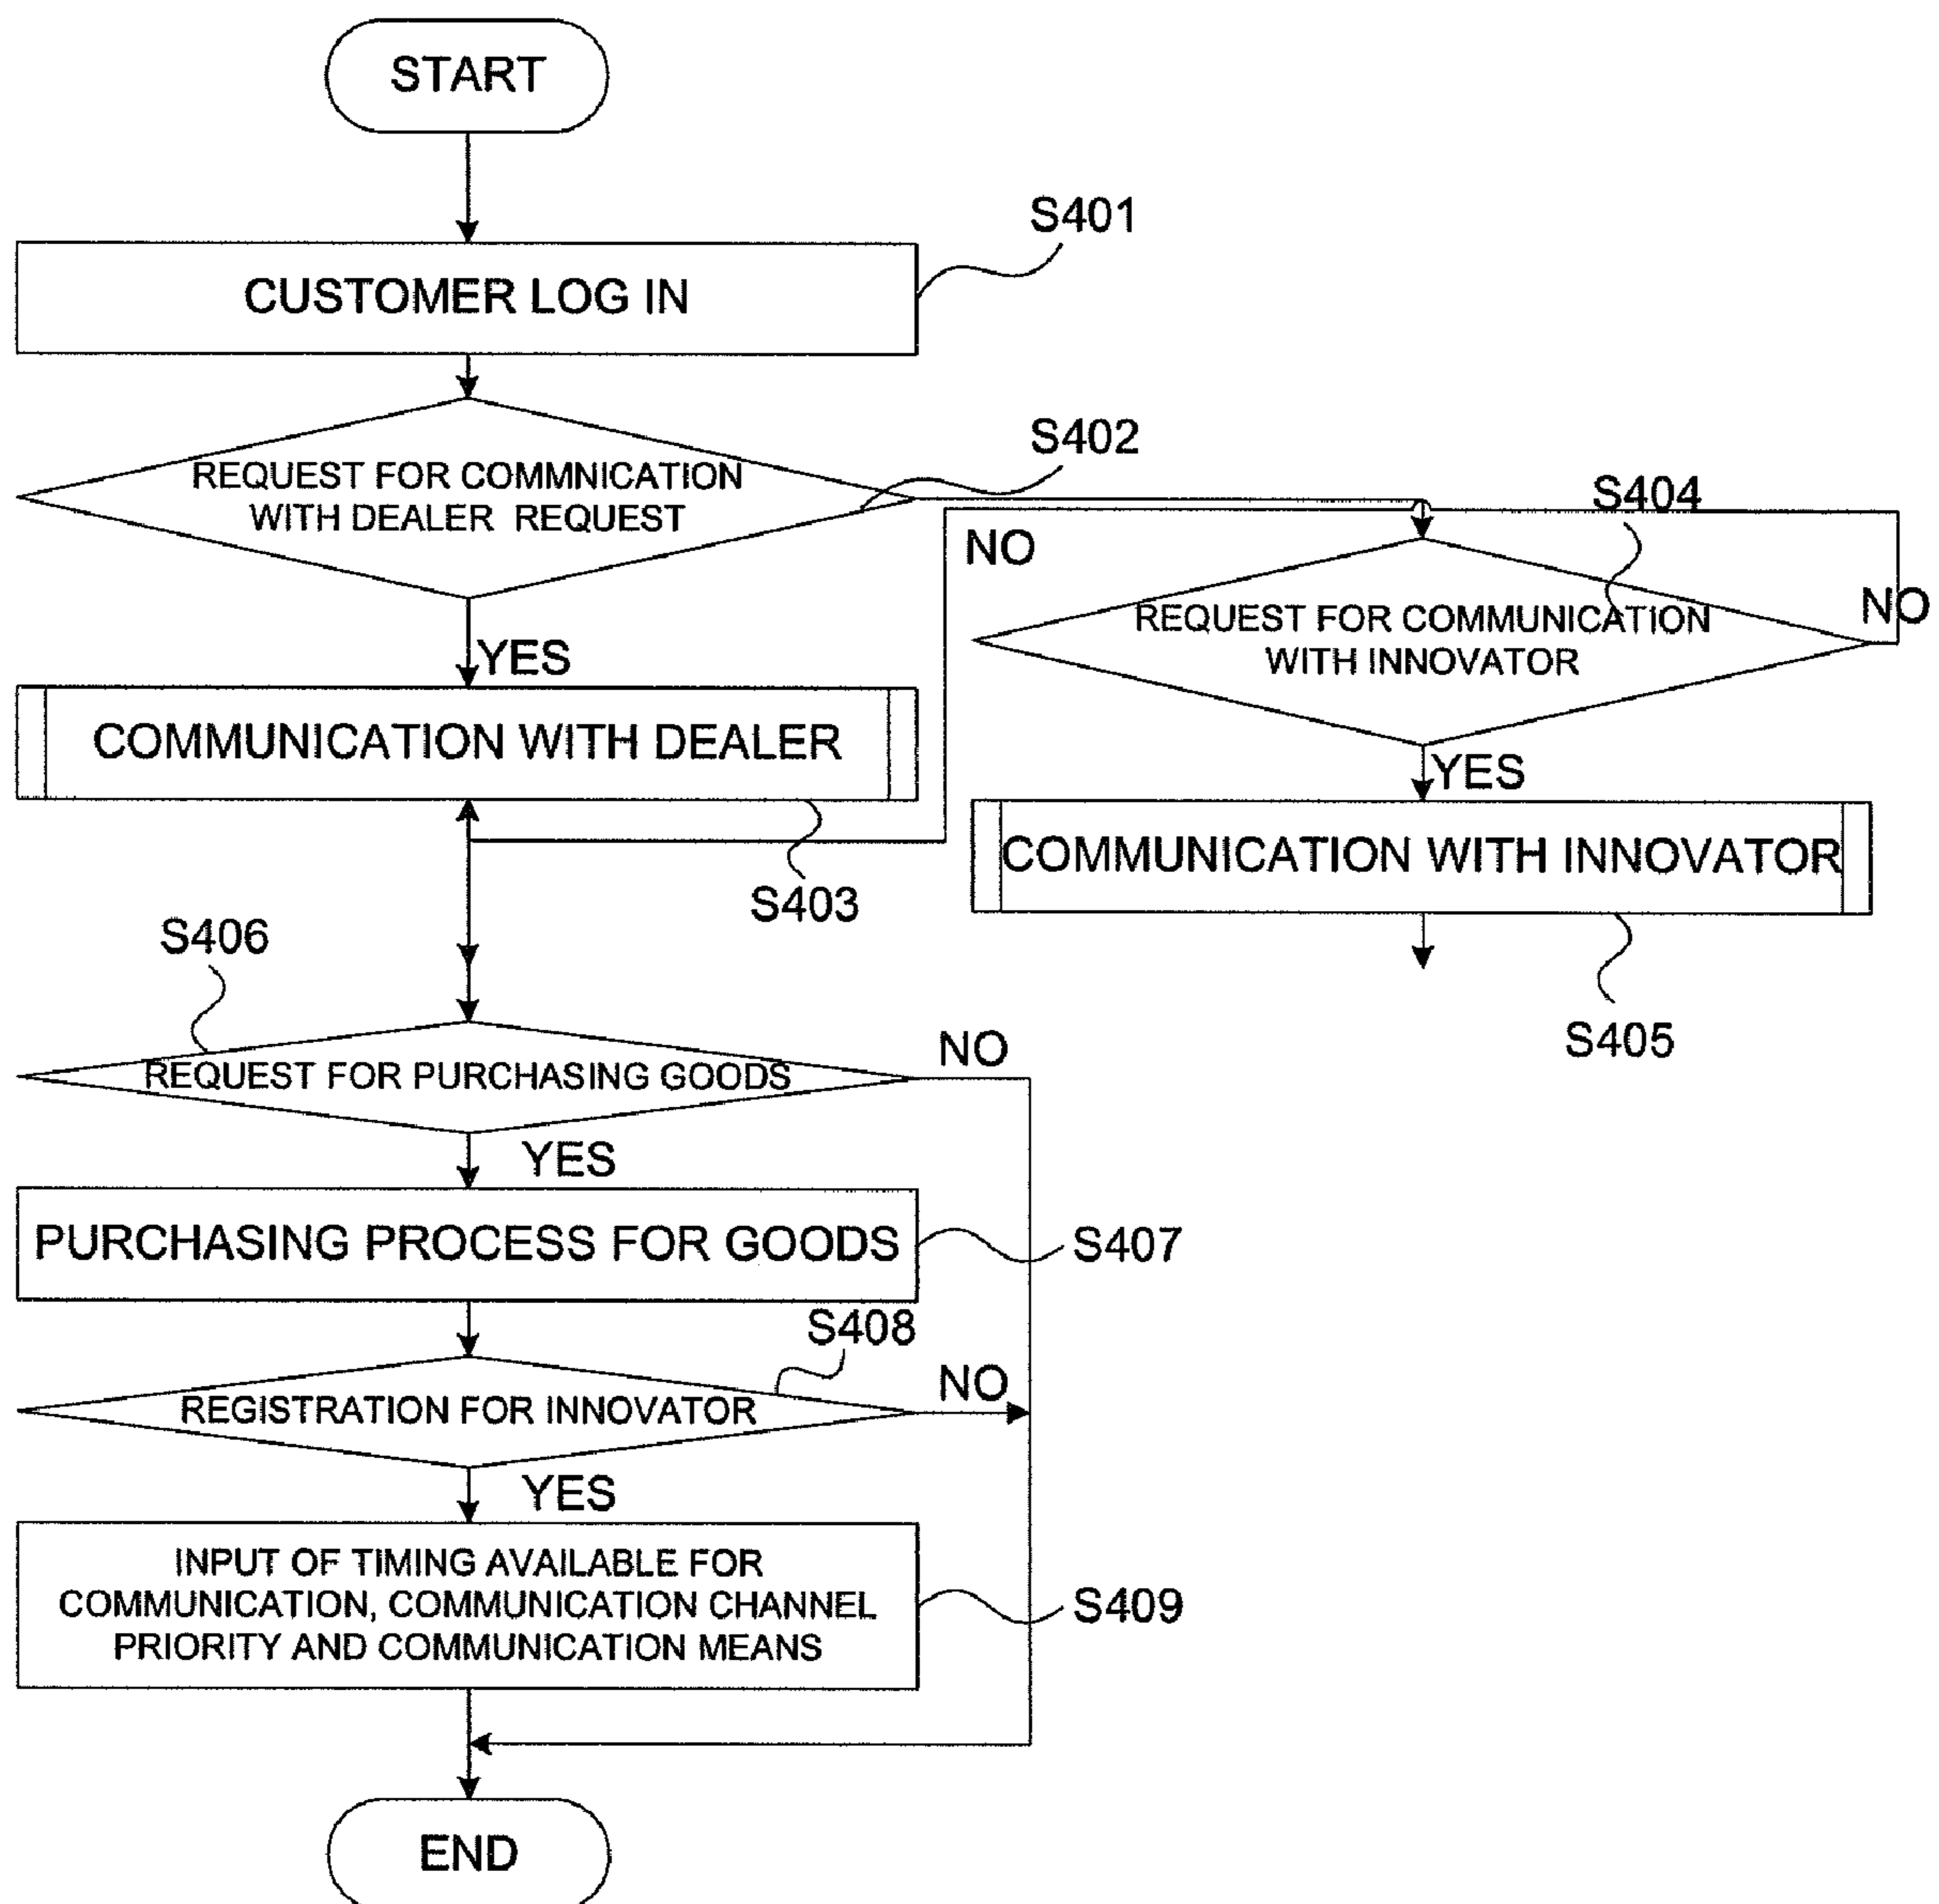 START
S401
CUSTOMER LOG IN
S402
REQUEST FOR COMMNICATION
WITH DEALER REQUEST
S404
NO
REQUEST FOR COMMUNICATION
WITH INNOVATOR
NO
YES
COMMUNICATION WITH DEALER
YES
COMMUNICATION WITH INNOVATOR
S403
S405
S406
REQUEST FOR PURCHASING GOODS
NO
YES
PURCHASING PROCESS FOR GOODS
S407
S408
REGISTRATION FOR INNOVATOR
NO
YES
INPUT OF TIMING AVAILABLE FOR
COMMUNICATION, COMMUNICATION CHANNEL
PRIORITY AND COMMUNICATION MEANS
S409
END